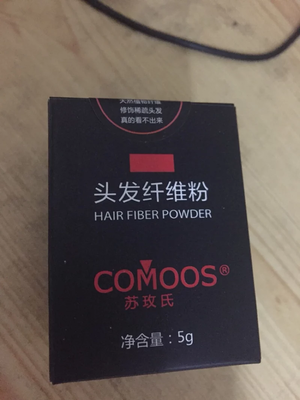 天然植物纤维
修饰稀疏头发
真的看不出来
头发纤维粉
HAIR FIBER POWDER
COMOOS®
苏玫氏
净含量：5g